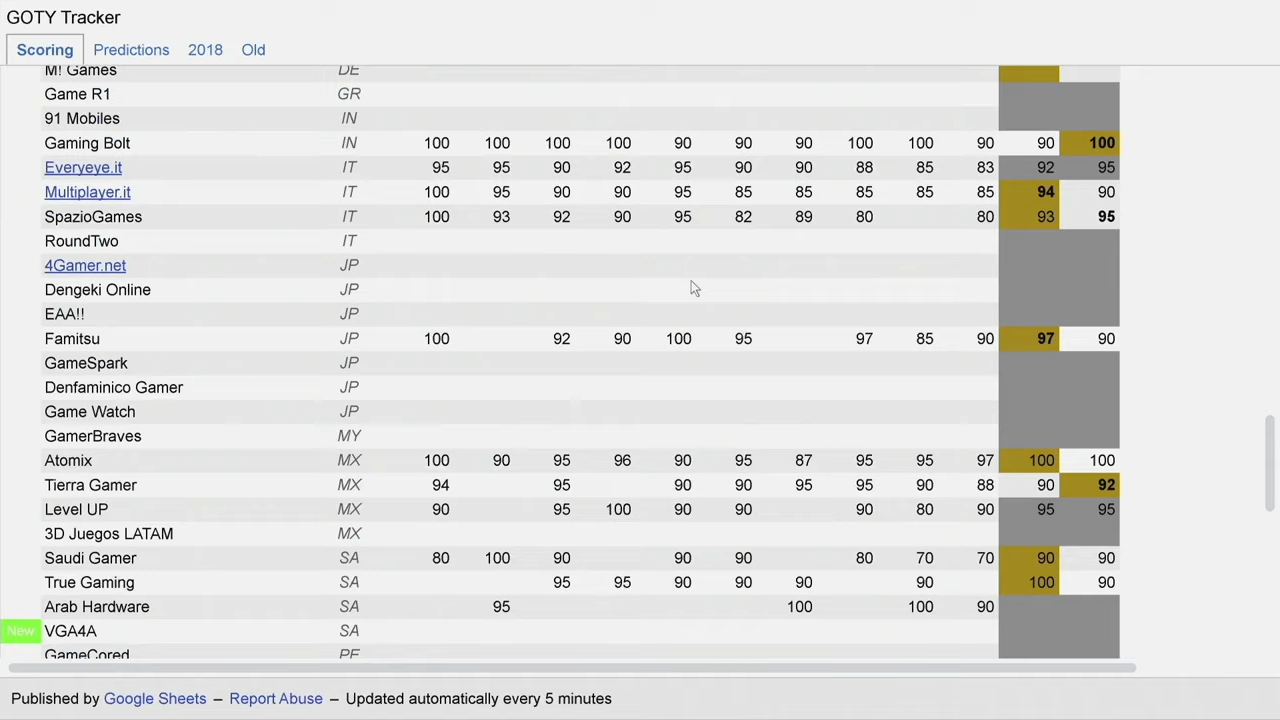 GOTY Tracker
Scoring Predictions 2018 Old
M! Games DE
Game R1 GR
91 Mobiles IN
Gaming Bolt IN 100 100 100 100 90 90 90 100 100 90 90 100
Everyeye.it IT 95 95 90 92 95 90 90 88 85 83 92 95
Multiplayer.it IT 100 95 90 90 95 85 85 85 85 85 94 90
SpazioGames IT 100 93 92 90 95 82 89 80 80 93 95
RoundTwo IT
4Gamer.net JP
Dengeki Online JP
EAA!! JP
Famitsu JP 100 92 90 100 95 97 85 90 97 90
GameSpark JP
Denfaminico Gamer JP
Game Watch JP
GamerBraves MY
Atomix MX 100 90 95 96 90 95 87 95 95 97 100 100
Tierra Gamer MX 94 95 90 90 95 95 90 88 90 92
Level UP MX 90 95 100 90 90 90 80 90 95 95
3D Juegos LATAM MX
Saudi Gamer SA 80 100 90 90 90 80 70 70 90 90
True Gaming SA 95 95 90 90 90 90 100 90
Arab Hardware SA 95 100 100 90
New VGA4A SA
GameCored PE
Published by Google Sheets – Report Abuse – Updated automatically every 5 minutes